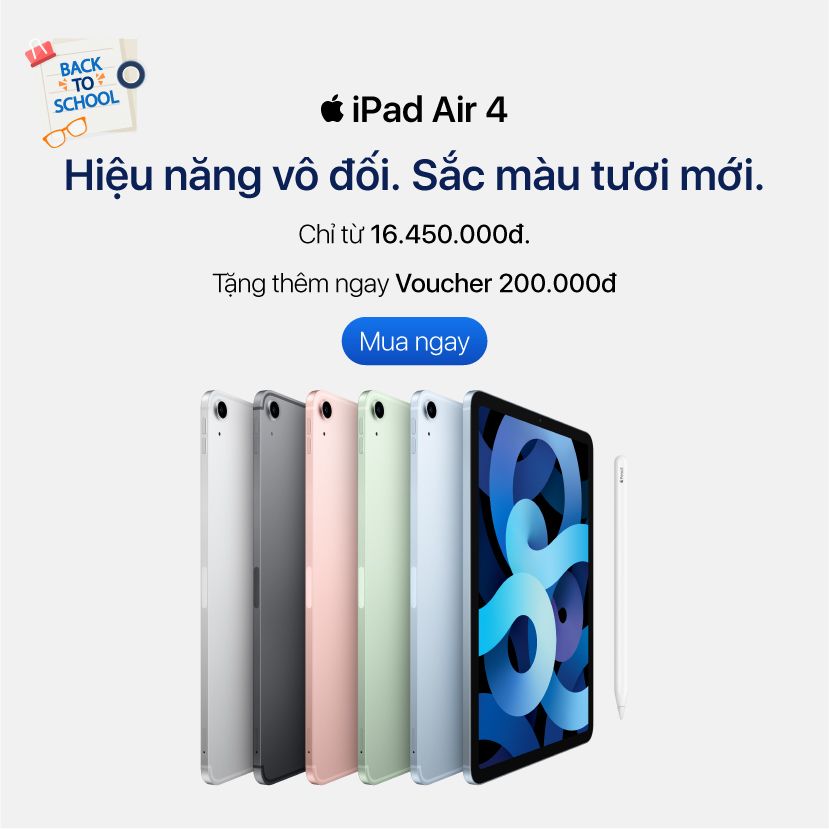 BACK
TO
SCHOOL
iPad Air 4
Hiệu năng vô đối. Sắc màu tươi mới.
Chỉ từ 16.450.000đ.
Tặng thêm ngay Voucher 200.000đ
Mua ngay
Pencil